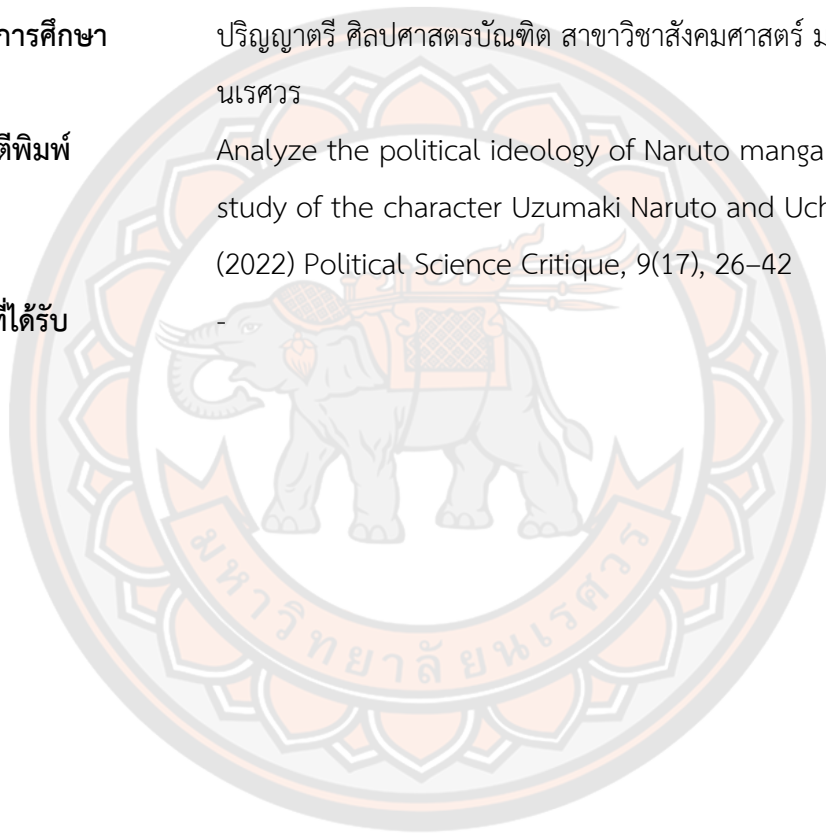 การศึกษา ปริญญาตรี ศิลปศาสตรบัณฑิต สาขาวิชาสังคมศาสตร์ ม
นเรศวร
ตีพิมพ์ Analyze the political ideology of Naruto manga
study of the character Uzumaki Naruto and Uch
(2022) Political Science Critique, 9(17), 26–42
ที่ได้รับ -
มหาวิทยาลัยนเรศวร